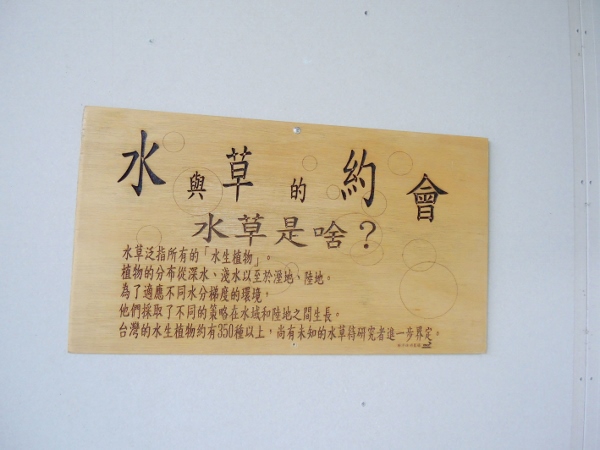 水與草的約會
水草是啥？
水草泛指所有的「水生植物」。
植物的分布從深水、淺水以至於溼地、陸地。
為了適應不同水分梯度的環境，
他們採取了不同的策略在水域和陸地之間生長。
台灣的水生植物約有350種以上，尚有未知的水草待研究者進一步界定。